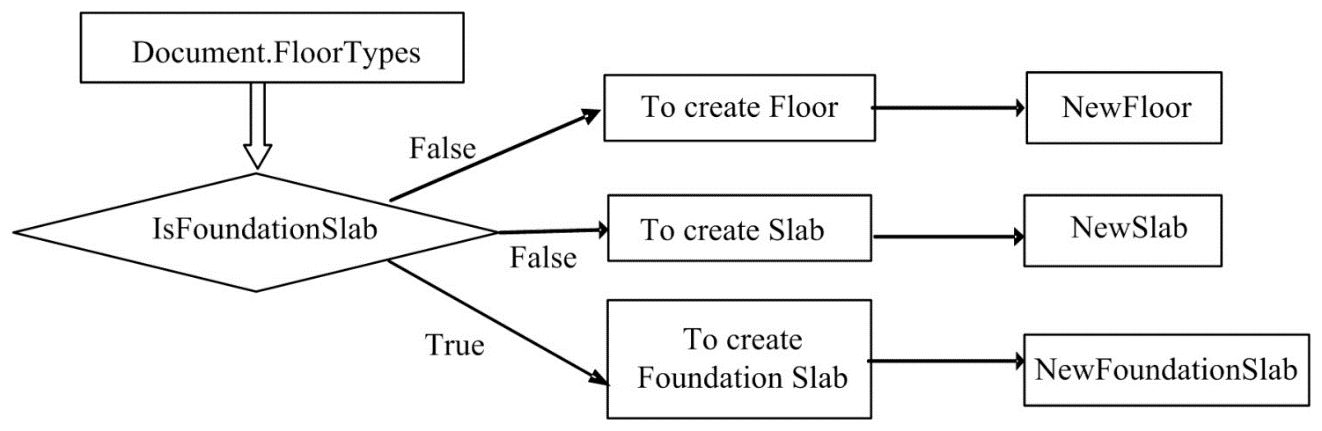 Document.FloorTypes
To create Floor
NewFloor
False
IsFoundationSlab
To create Slab
NewSlab
False
True
To create
Foundation Slab
NewFoundationSlab